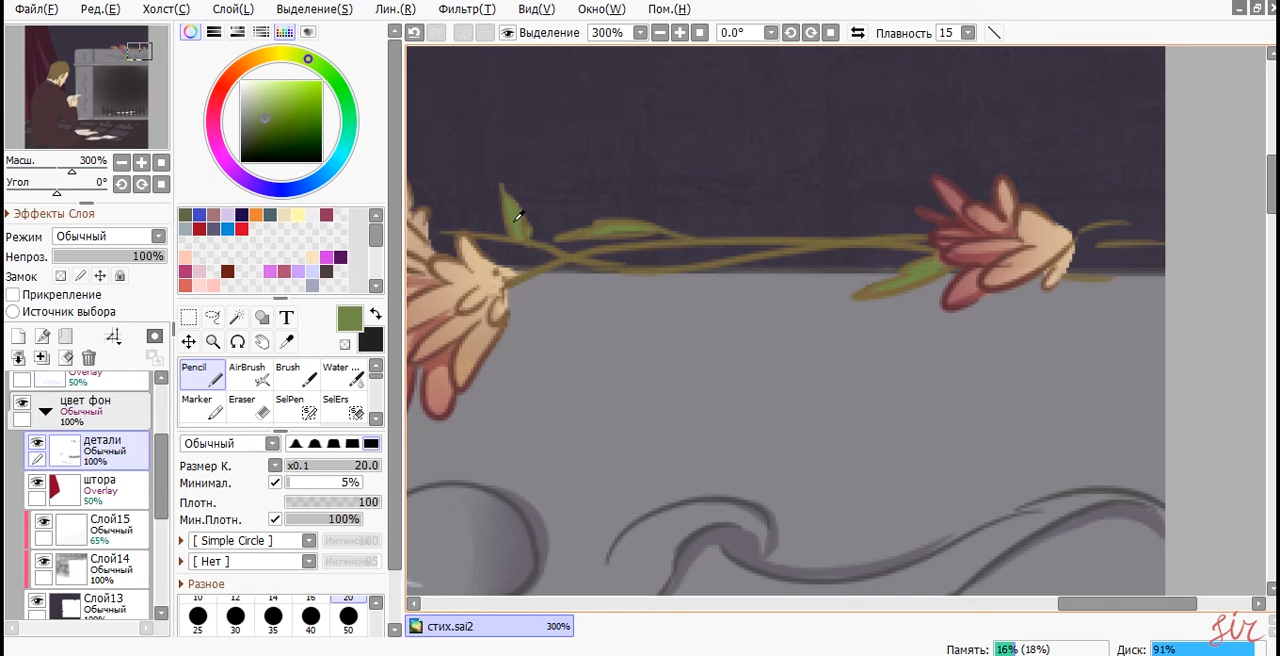 Файл(F) Ред.(E) Холст(C) Слой(L) Выделение(S) Лин.(R) Фильтр(T) Вид(V) Окно(W) Пом.(H)
Выделение 300% 0.0° Плавность 15
Масш. 300%
Угол 0°
Эффекты Слоя
Режим Обычный
Непроз. 100%
Замок
Прикрепление
Источник выбора
Overlay
50%
цвет фон
Обычный
100%
детали
Обычный
100%
штора
Overlay
50%
Слой15
Обычный
65%
Слой14
Обычный
100%
Слой13
T
Pencil AirBrush Brush Water ...
Marker Eraser SelPen SelErs
Обычный
Размер К. x0.1 20.0
Минимал. 5%
Плотн. 100
Мин.Плотн. 100%
[ Simple Circle ]
[ Нет ]
Разное
10 12 14 16 20
25 30 35 40 50
стих.sai2 300%
sir
Память: 16% (18%) Диск: 91%